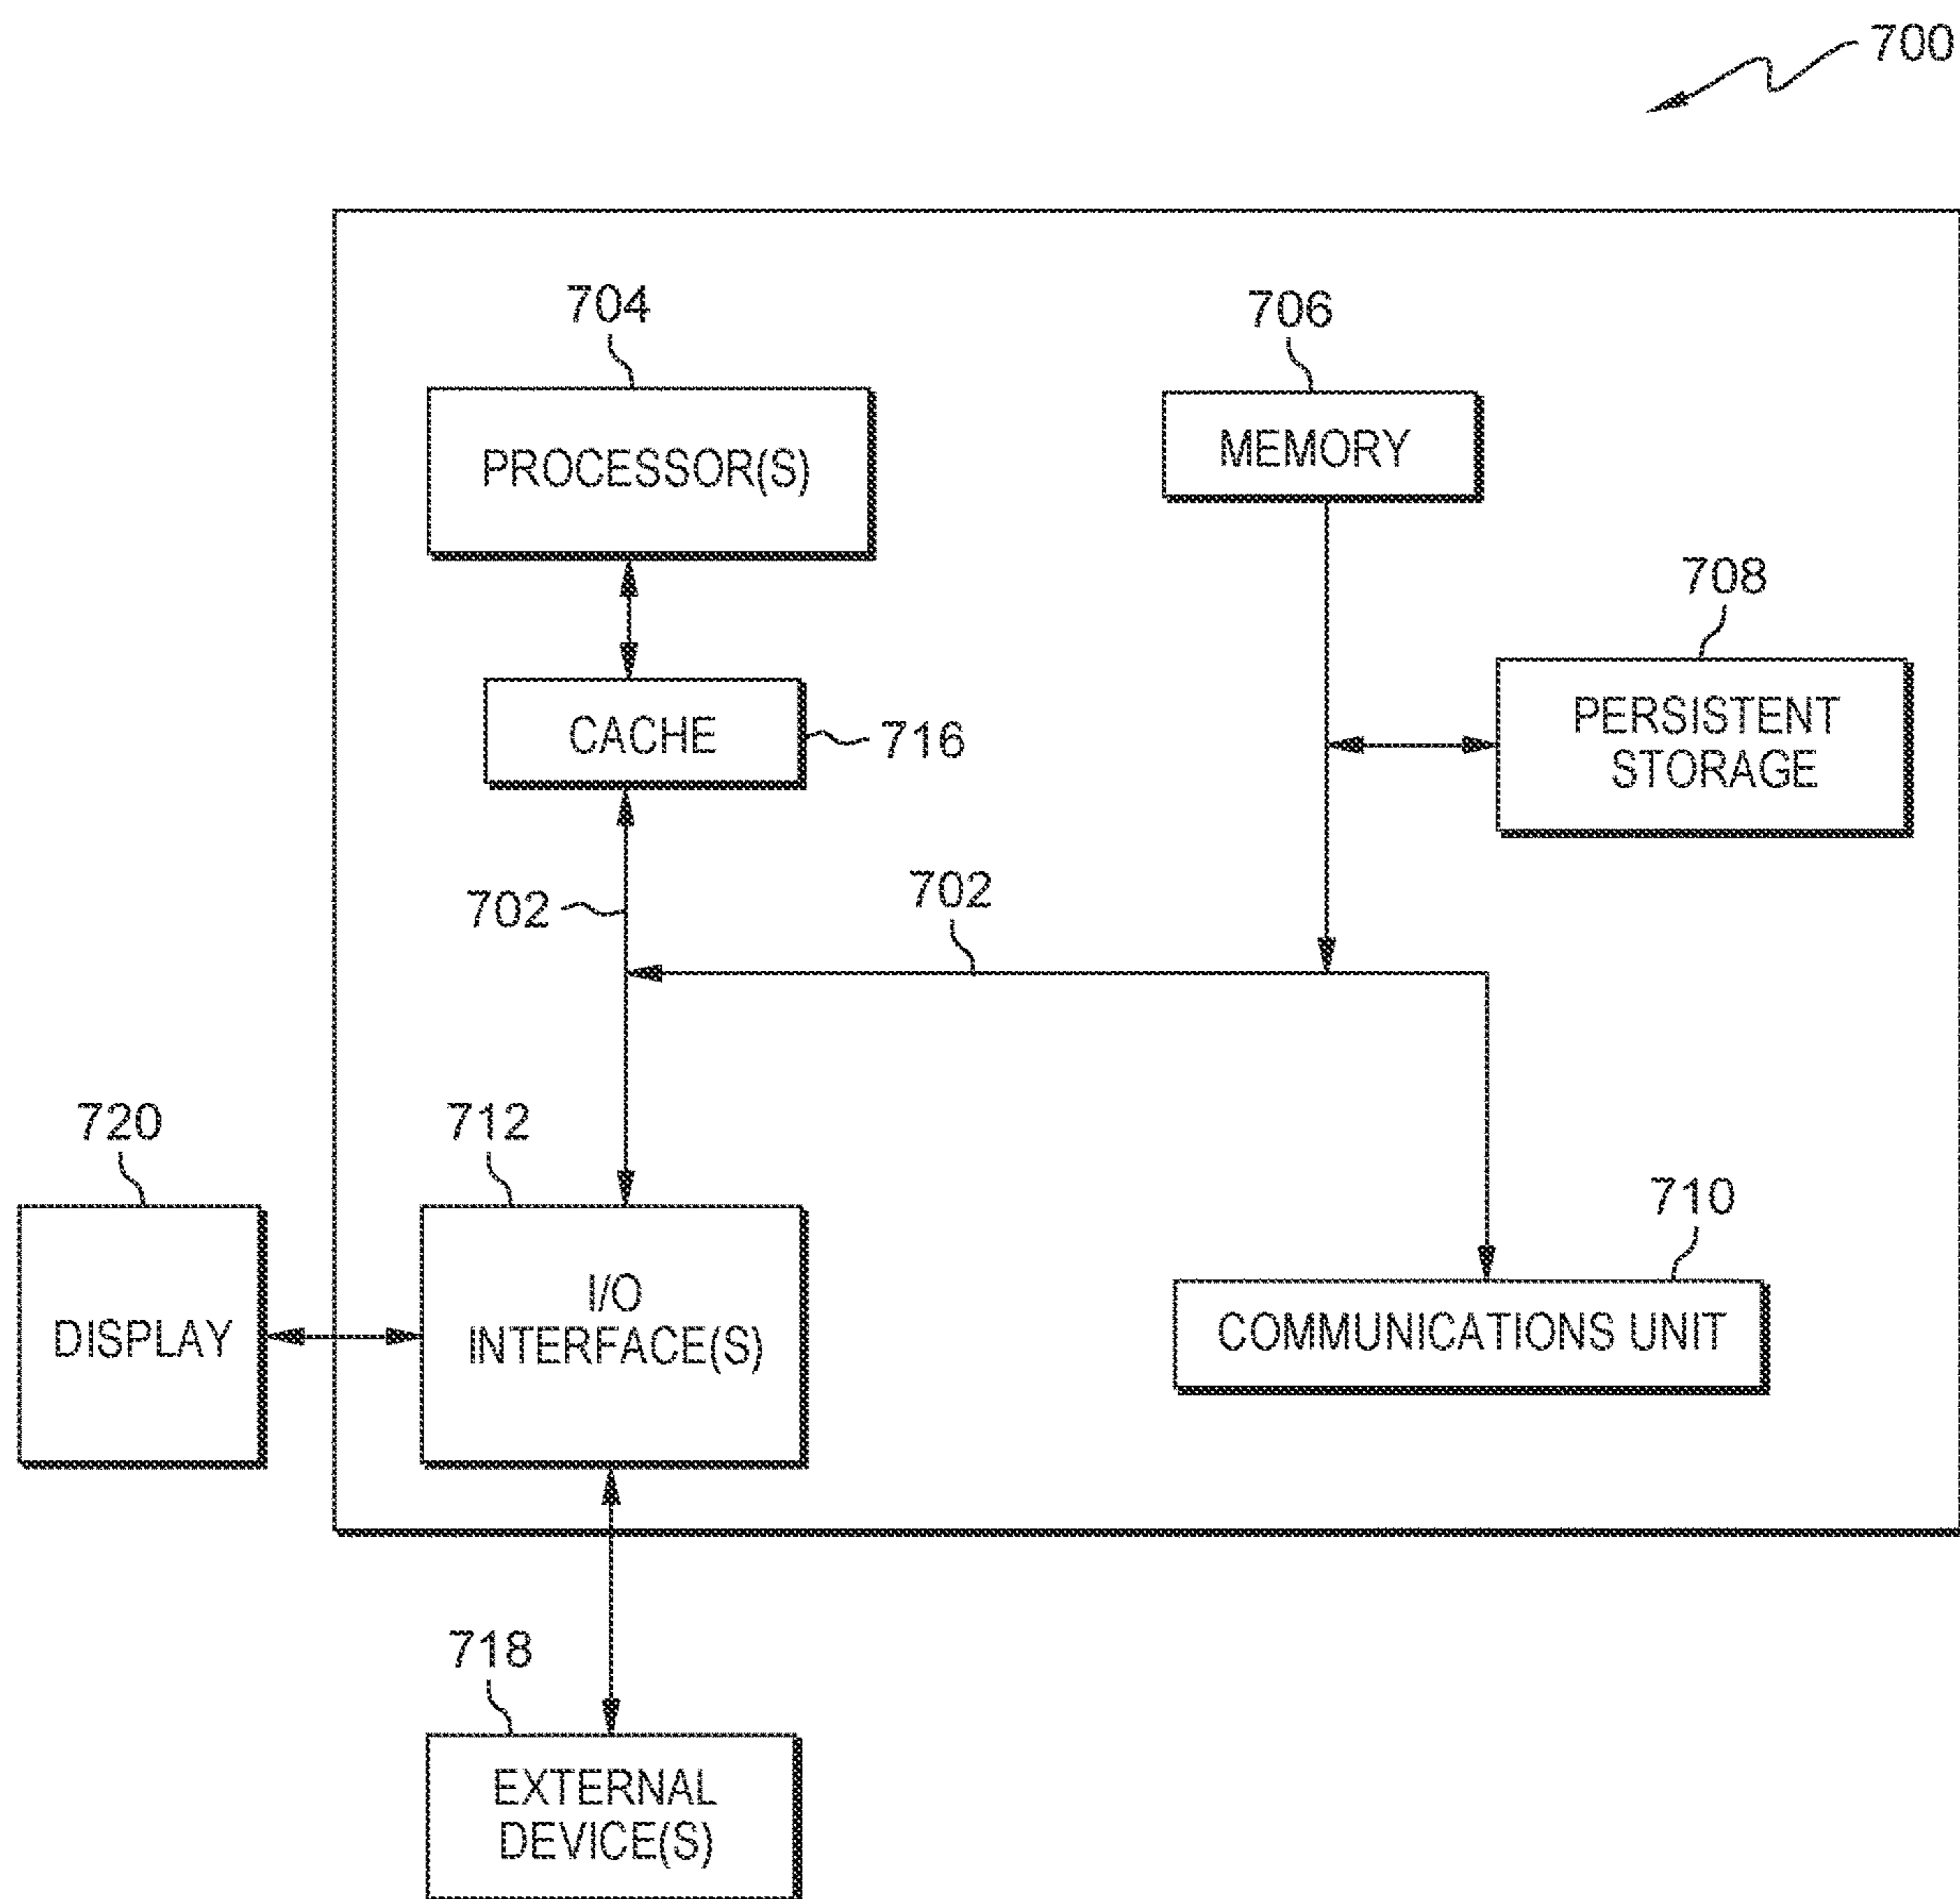 700
704
706
PROCESSOR(S)
MEMORY
708
PERSISTENT
STORAGE
CACHE
716
702
702
720
712
710
I/O
INTERFACE(S)
DISPLAY
COMMUNICATIONS UNIT
718
EXTERNAL
DEVICE(S)